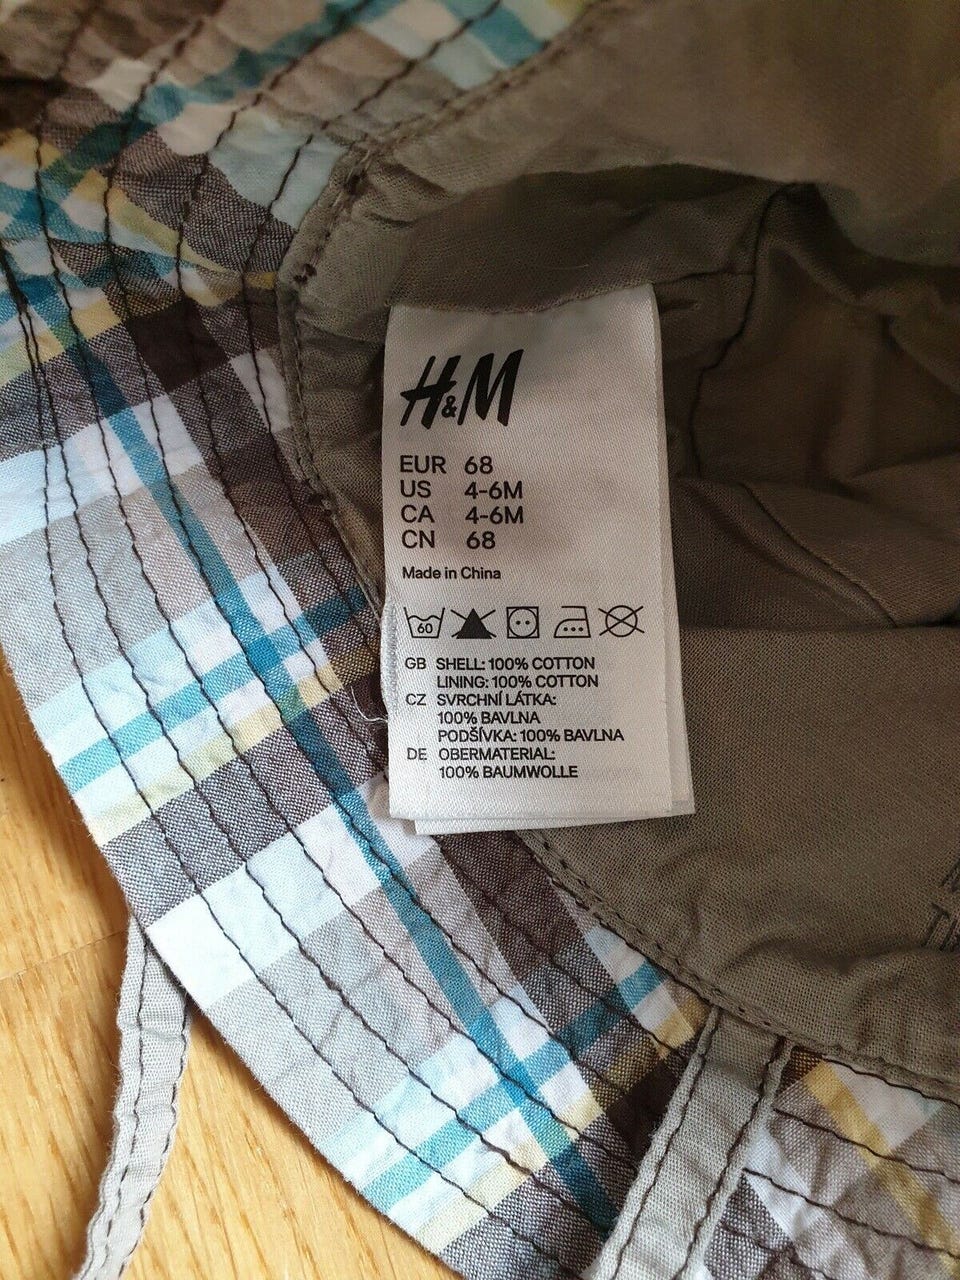 H&M
EUR 68
US 4-6M
CA 4-6M
CN 68
Made in China
60
GB SHELL: 100% COTTON
LINING: 100% COTTON
CZ SVRCHNÍ LÁTKA:
100% BAVLNA
PODŠÍVKA: 100% BAVLNA
DE OBERMATERIAL:
100% BAUMWOLLE